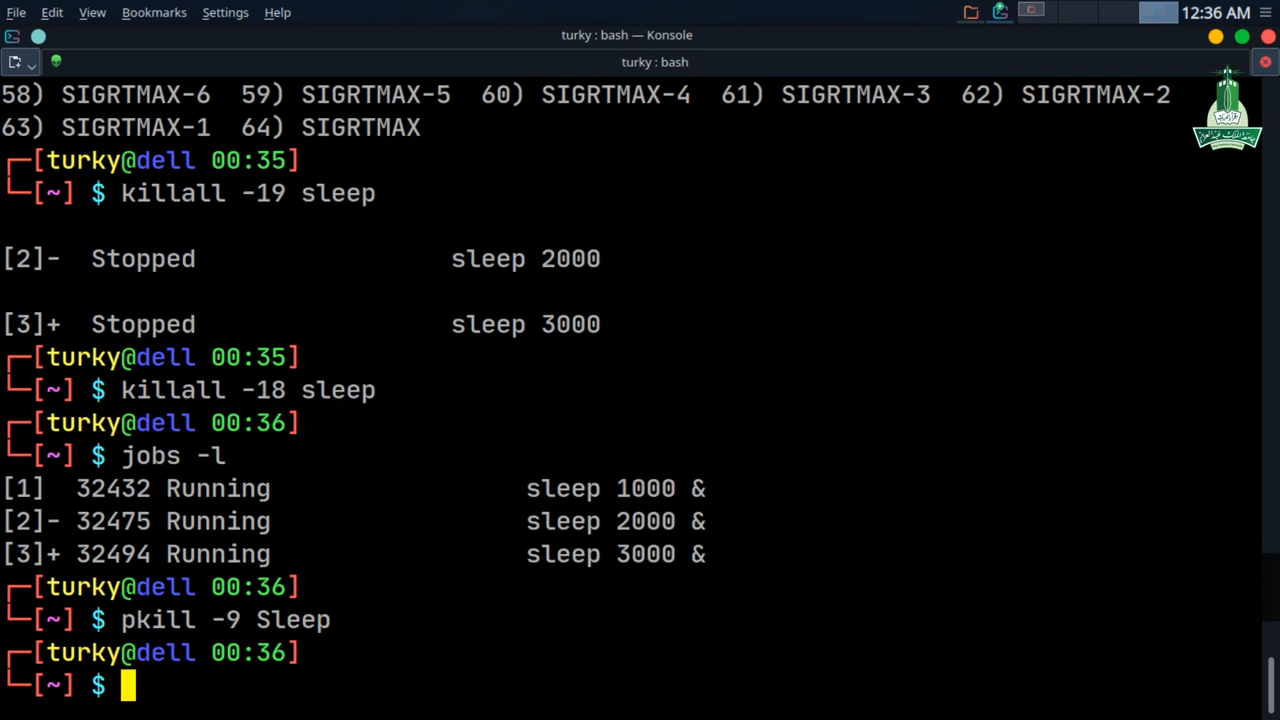 File Edit View Bookmarks Settings Help 12:36 AM
turky : bash — Konsole
turky : bash
58) SIGRTMAX-6 59) SIGRTMAX-5 60) SIGRTMAX-4 61) SIGRTMAX-3 62) SIGRTMAX-2
63) SIGRTMAX-1 64) SIGRTMAX
┌─[turky@dell 00:35]
└─[~] $ killall -19 sleep
[2]- Stopped sleep 2000
[3]+ Stopped sleep 3000
┌─[turky@dell 00:35]
└─[~] $ killall -18 sleep
┌─[turky@dell 00:36]
└─[~] $ jobs -l
[1] 32432 Running sleep 1000 &
[2]- 32475 Running sleep 2000 &
[3]+ 32494 Running sleep 3000 &
┌─[turky@dell 00:36]
└─[~] $ pkill -9 Sleep
┌─[turky@dell 00:36]
└─[~] $
جامعة الملك عبدالعزيز